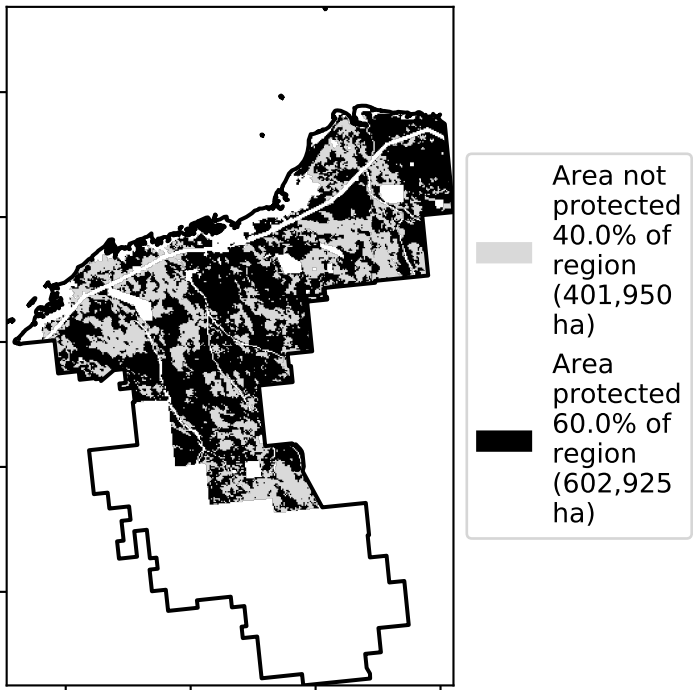 Area not
protected
40.0% of
region
(401,950
ha)
Area
protected
60.0% of
region
(602,925
ha)